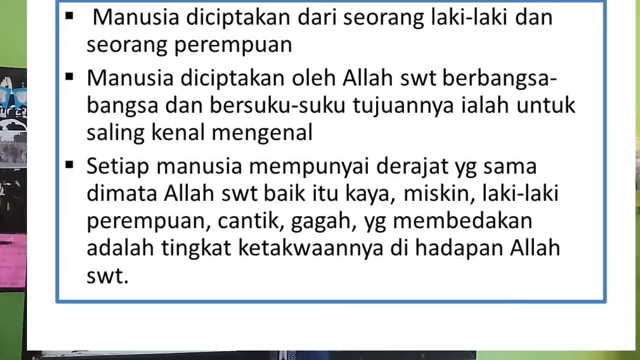 ▪ Manusia diciptakan dari seorang laki-laki dan
seorang perempuan
▪ Manusia diciptakan oleh Allah swt berbangsa-
bangsa dan bersuku-suku tujuannya ialah untuk
saling kenal mengenal
▪ Setiap manusia mempunyai derajat yg sama
dimata Allah swt baik itu kaya, miskin, laki-laki
perempuan, cantik, gagah, yg membedakan
adalah tingkat ketakwaannya di hadapan Allah
swt.